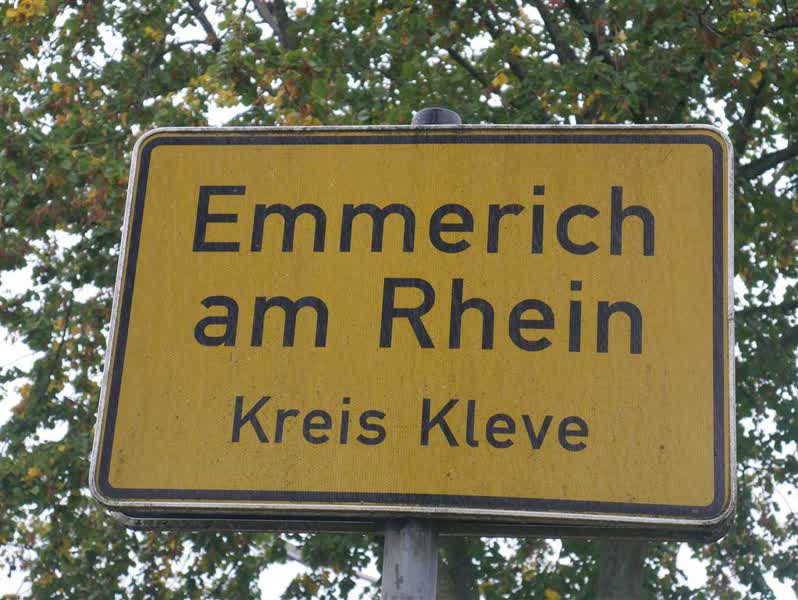 Emmerich
am Rhein
Kreis Kleve